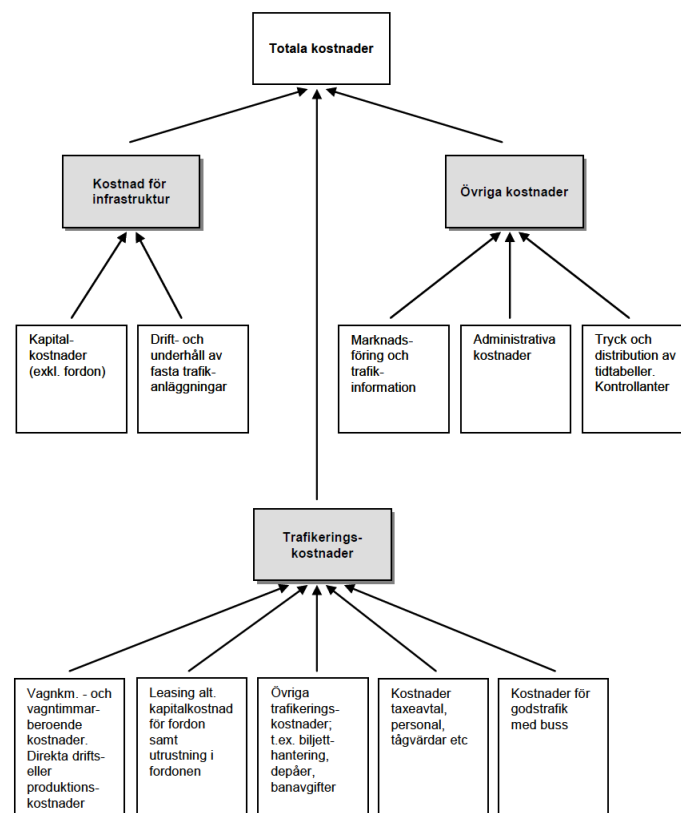 Totala kostnader
Kostnad för
infrastruktur
Övriga kostnader
Kapital-
kostnader
(exkl. fordon)
Drift- och
underhåll av
fasta trafik-
anläggningar
Marknads-
föring och
trafik-
information
Administrativa
kostnader
Tryck och
distribution av
tidtabeller.
Kontrollanter
Trafikerings-
kostnader
Vagnkm. - och
vagntimmar-
beroende
kostnader.
Direkta drifts-
eller
produktions-
kostnader
Leasing alt.
kapitalkostnad
för fordon
samt
utrustning i
fordonen
Övriga
trafikerings-
kostnader;
t.ex. biljett-
hantering,
depåer,
banavgifter
Kostnader
taxeavtal,
personal,
tågvärdar etc
Kostnader för
godstrafik
med buss